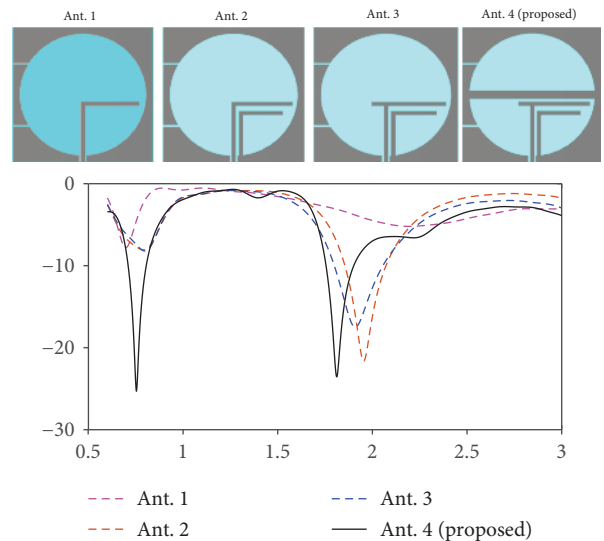 Ant. 1 Ant. 2 Ant. 3 Ant. 4 (proposed)
0
−10
−20
−30
0.5 1 1.5 2 2.5 3
Ant. 1 Ant. 3
Ant. 2 Ant. 4 (proposed)